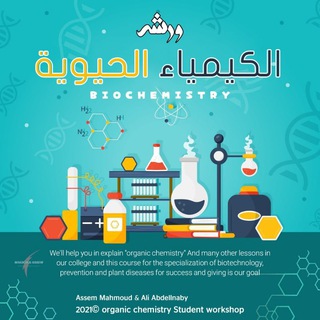 ورشة
الكيمياء الحيوية
BIOCHEMISTRY
H2
H
N
We'll help you in explain "organic chemistry" And many other lessons in
our college and this course for the specialization of biotechnology,
prevention and plant diseases for success and giving is our goal
Assem Mahmoud & Ali Abdellnaby
2021© organic chemistry Student workshop